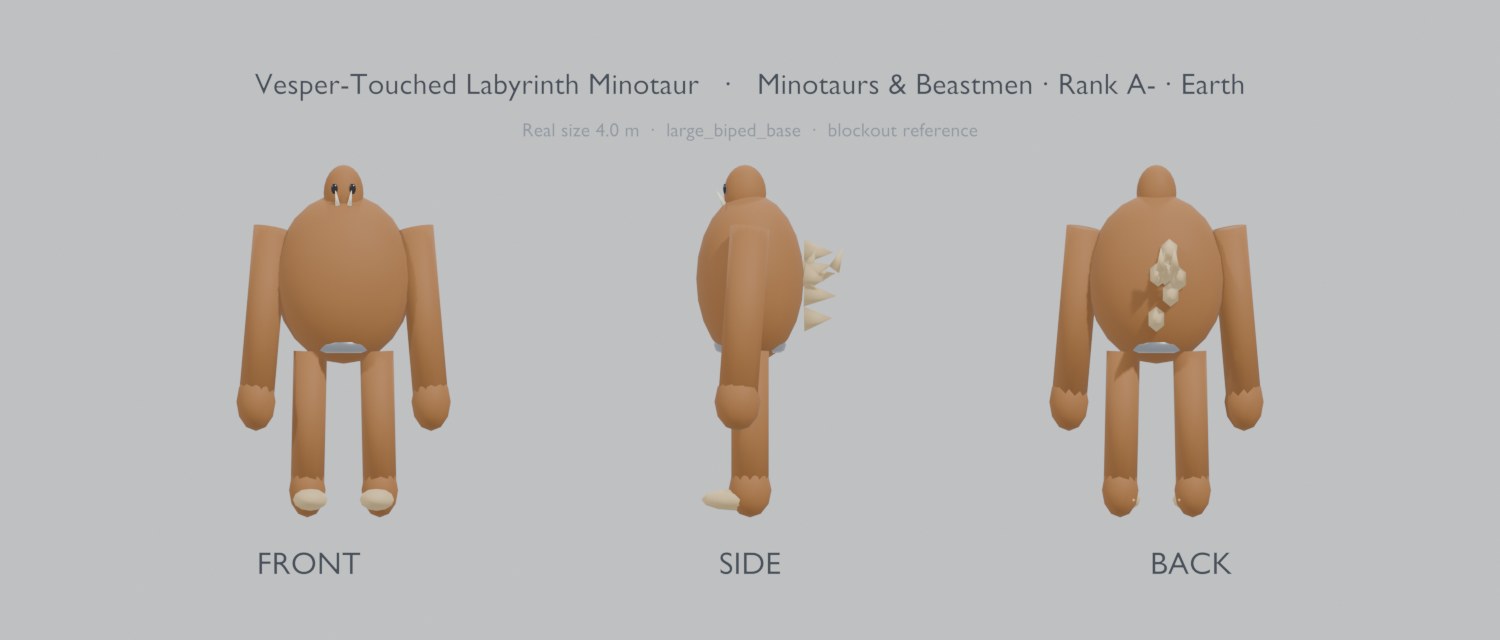 Vesper-Touched Labyrinth Minotaur · Minotaurs & Beastmen · Rank A- · Earth
Real size 4.0 m · large_biped_base · blockout reference
FRONT SIDE BACK